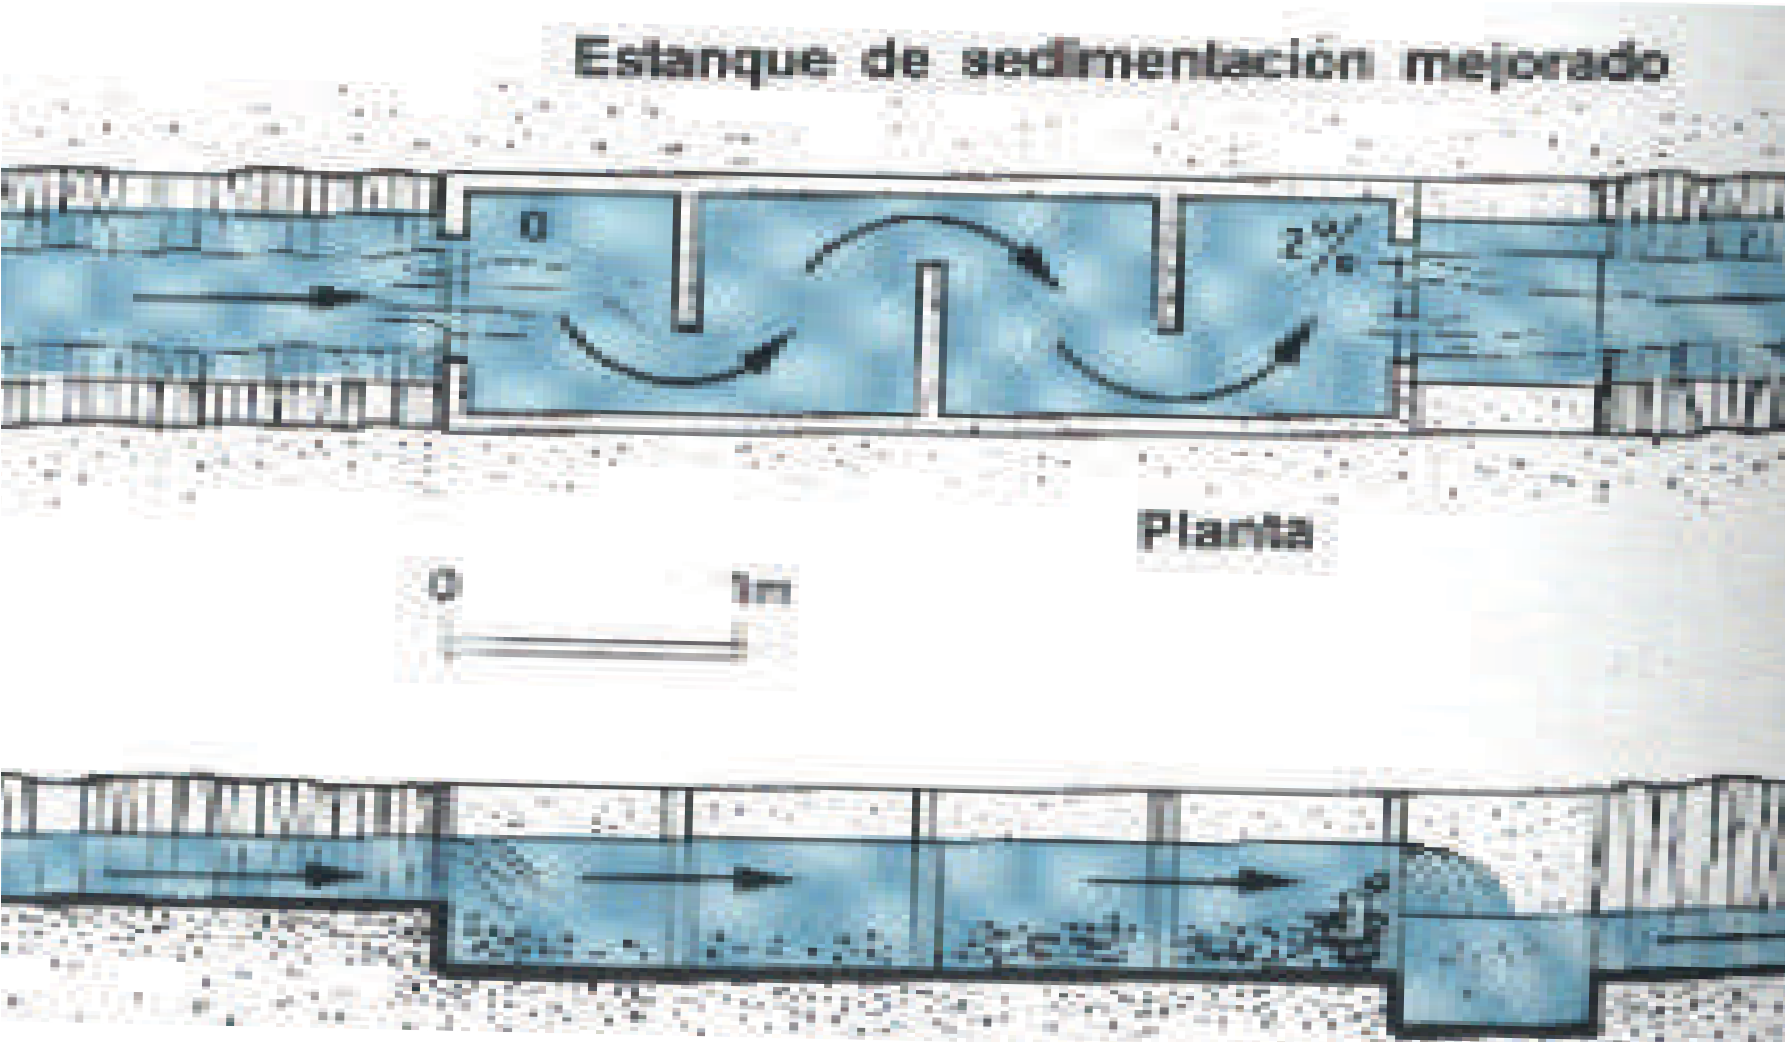 Estanque de sedimentación mejorado
0
2%
Planta
0 1m